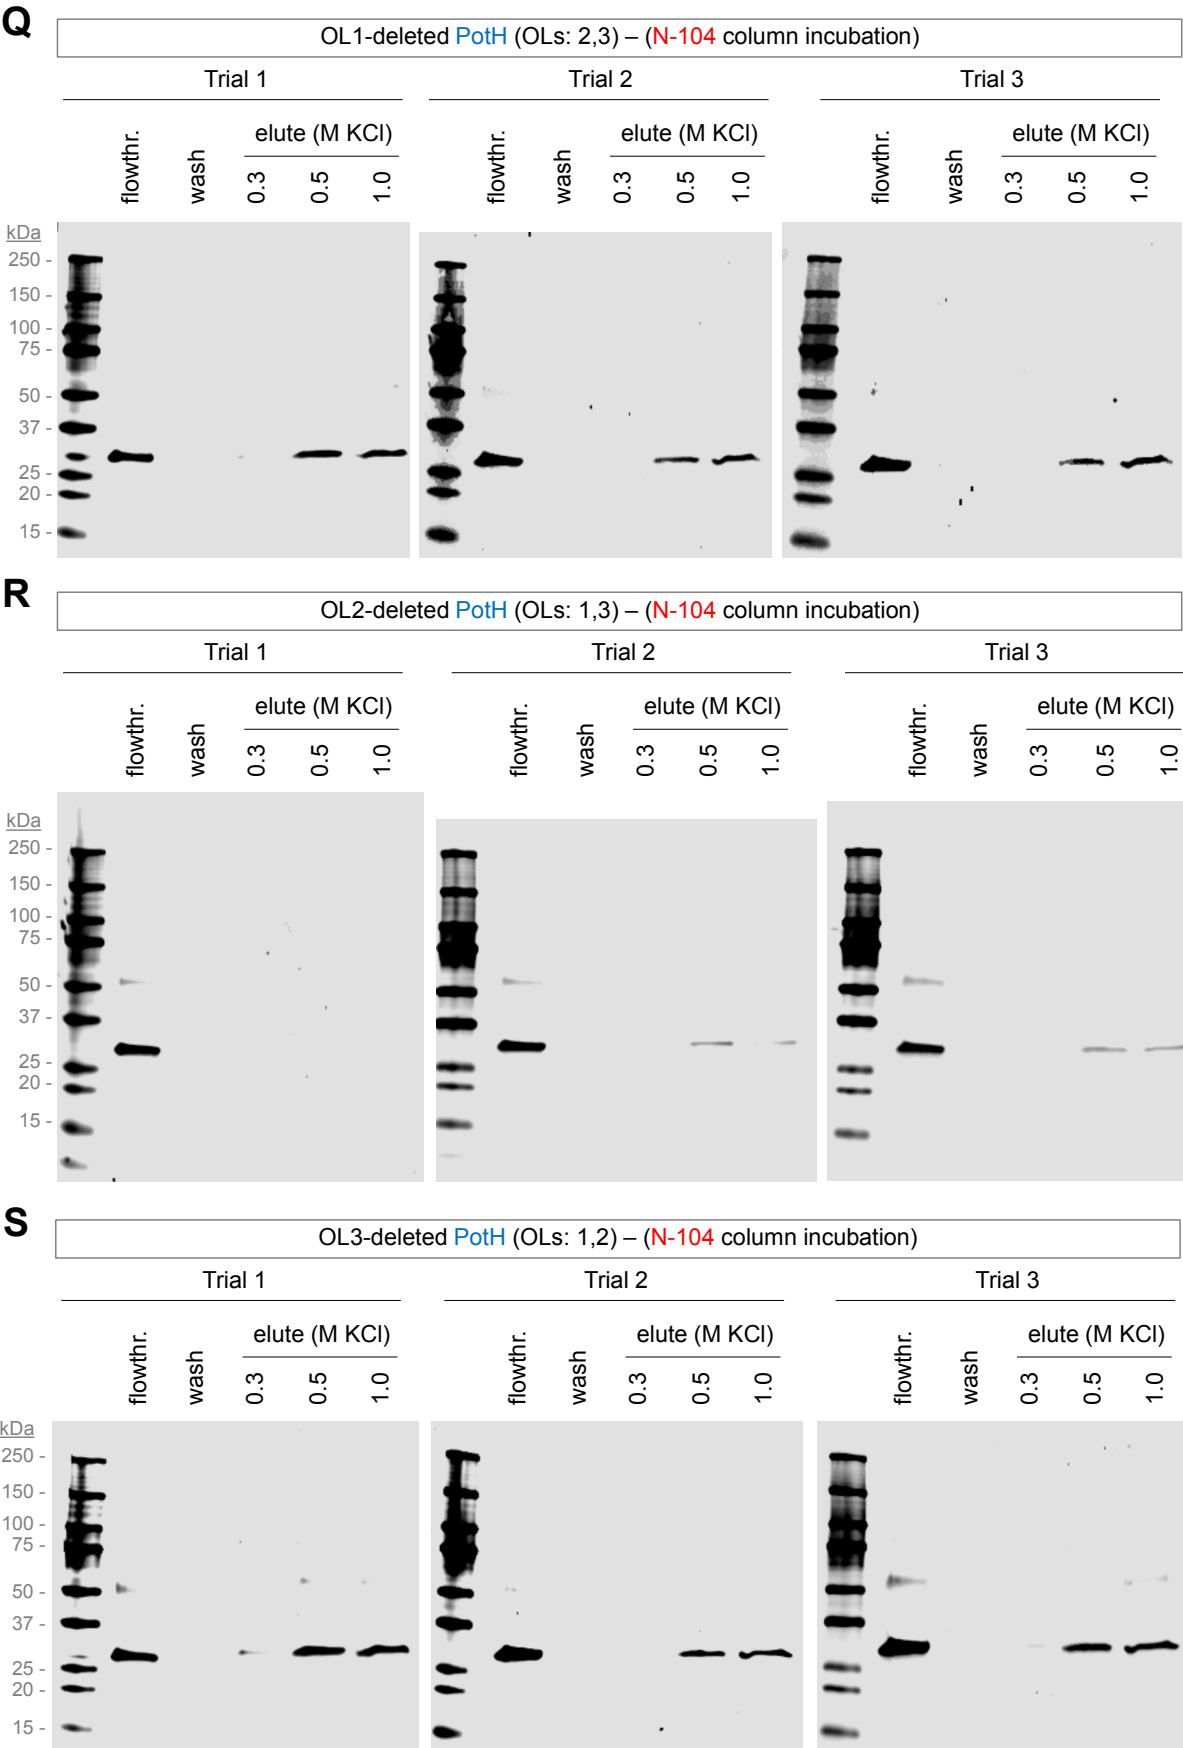 Q
OL1-deleted PotH (OLs: 2,3) – (N-104 column incubation)
Trial 1 Trial 2 Trial 3
flowthr. wash elute (M KCl) 0.3 0.5 1.0 flowthr. wash elute (M KCl) 0.3 0.5 1.0 flowthr. wash elute (M KCl) 0.3 0.5 1.0
kDa
250 -
150 -
100 -
75 -
50 -
37 -
25 -
20 -
15 -
R
OL2-deleted PotH (OLs: 1,3) – (N-104 column incubation)
Trial 1 Trial 2 Trial 3
flowthr. wash elute (M KCl) 0.3 0.5 1.0 flowthr. wash elute (M KCl) 0.3 0.5 1.0 flowthr. wash elute (M KCl) 0.3 0.5 1.0
kDa
250 -
150 -
100 -
75 -
50 -
37 -
25 -
20 -
15 -
S
OL3-deleted PotH (OLs: 1,2) – (N-104 column incubation)
Trial 1 Trial 2 Trial 3
flowthr. wash elute (M KCl) 0.3 0.5 1.0 flowthr. wash elute (M KCl) 0.3 0.5 1.0 flowthr. wash elute (M KCl) 0.3 0.5 1.0
kDa
250 -
150 -
100 -
75 -
50 -
37 -
25 -
20 -
15 -